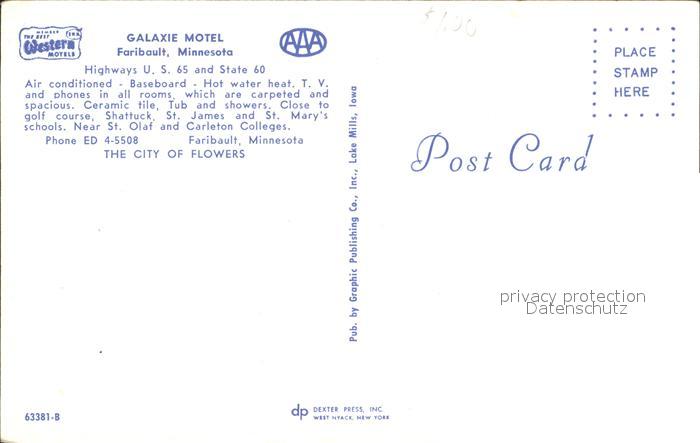 MEMBER
THE BEST
Western
MOTELS
GALAXIE MOTEL
Faribault, Minnesota
AAA
Highways U. S. 65 and State 60
Air conditioned - Baseboard - Hot water heat. T. V.
and phones in all rooms, which are carpeted and
spacious. Ceramic tile, Tub and showers. Close to
golf course, Shattuck, St. James and St. Mary's
schools. Near St. Olaf and Carleton Colleges.
Phone ED 4-5508 Faribault, Minnesota
THE CITY OF FLOWERS
63381-B
Pub. by Graphic Publishing Co., Inc., Lake Mills, Iowa
dp DEXTER PRESS, INC.
WEST NYACK, NEW YORK
Post Card
PLACE
STAMP
HERE
privacy protection
Datenschutz